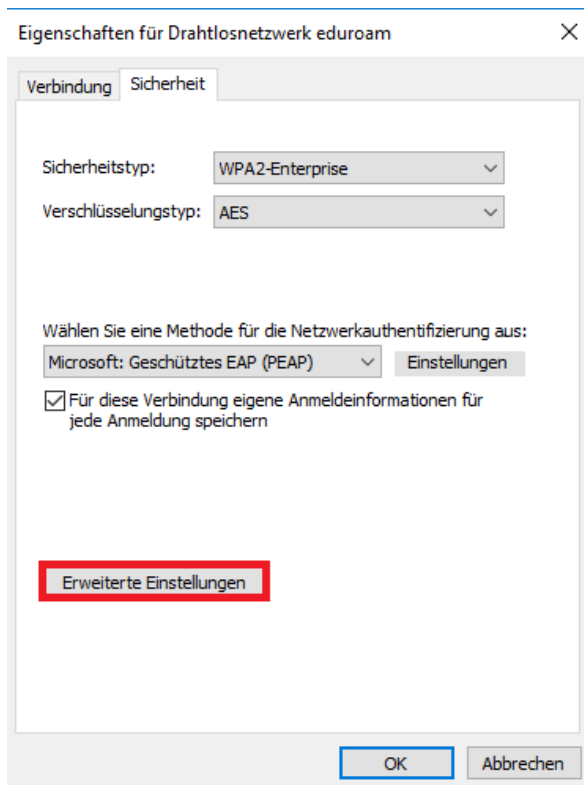 Eigenschaften für Drahtlosnetzwerk eduroam
Verbindung Sicherheit
Sicherheitstyp: WPA2-Enterprise
Verschlüsselungstyp: AES
Wählen Sie eine Methode für die Netzwerkauthentifizierung aus:
Microsoft: Geschütztes EAP (PEAP) Einstellungen
Für diese Verbindung eigene Anmeldeinformationen für
jede Anmeldung speichern
Erweiterte Einstellungen
OK Abbrechen